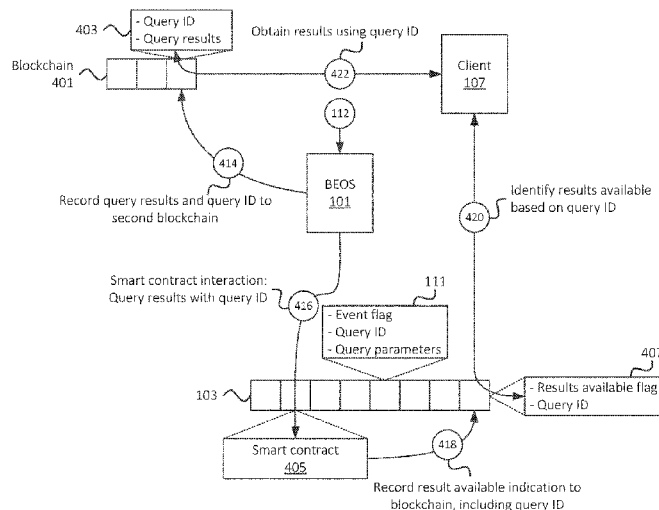 403
- Query ID
- Query results
Obtain results using query ID
Blockchain
401
422
Client
107
112
414
BEOS
101
Record query results and query ID to
second blockchain
Identify results available
based on query ID
420
Smart contract interaction:
Query results with query ID
416
111
- Event flag
- Query ID
- Query parameters
407
103
- Results available flag
- Query ID
Smart contract
405
418
Record result available indication to
blockchain, including query ID